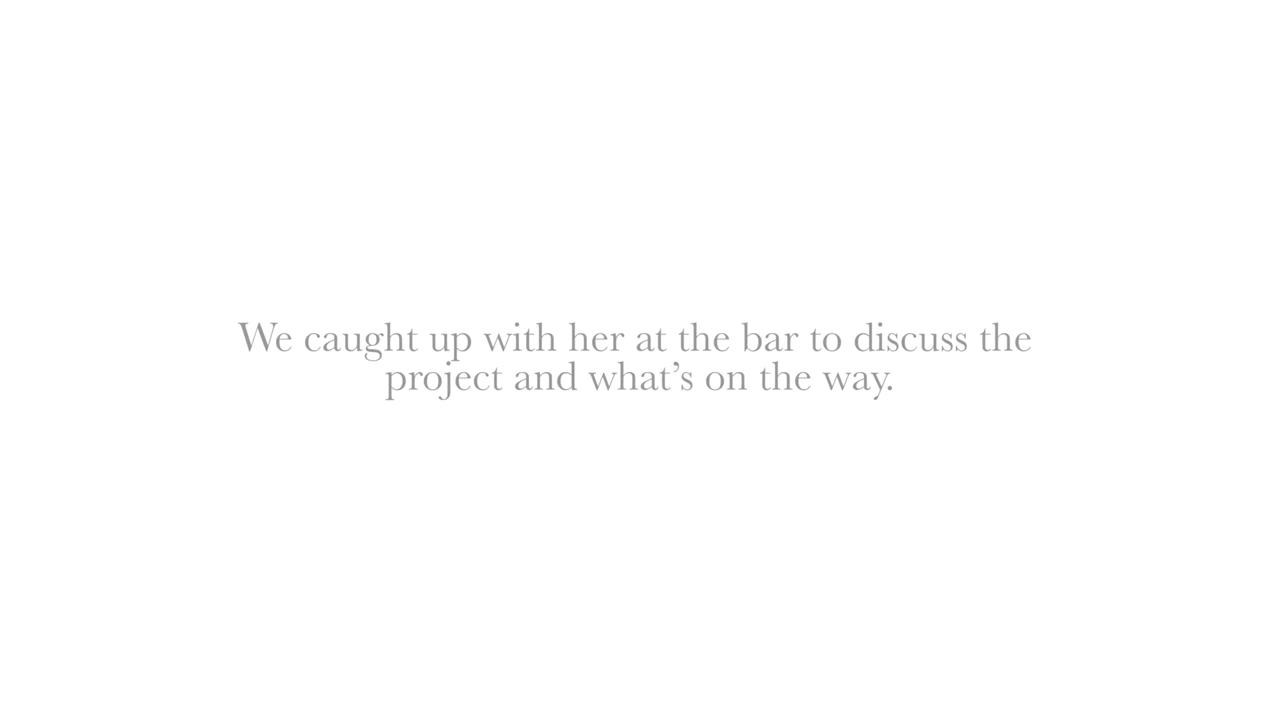 We caught up with her at the bar to discuss the
project and what’s on the way.